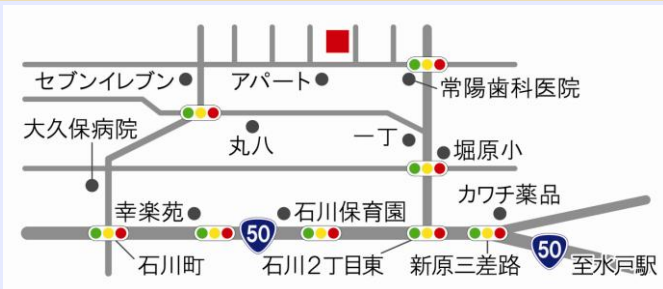 セブンイレブン
アパート
常陽歯科医院
大久保病院
丸八
一丁
堀原小
カワチ薬品
幸楽苑
50
石川保育園
石川町
石川2丁目東
新原三差路
50
至水戸駅